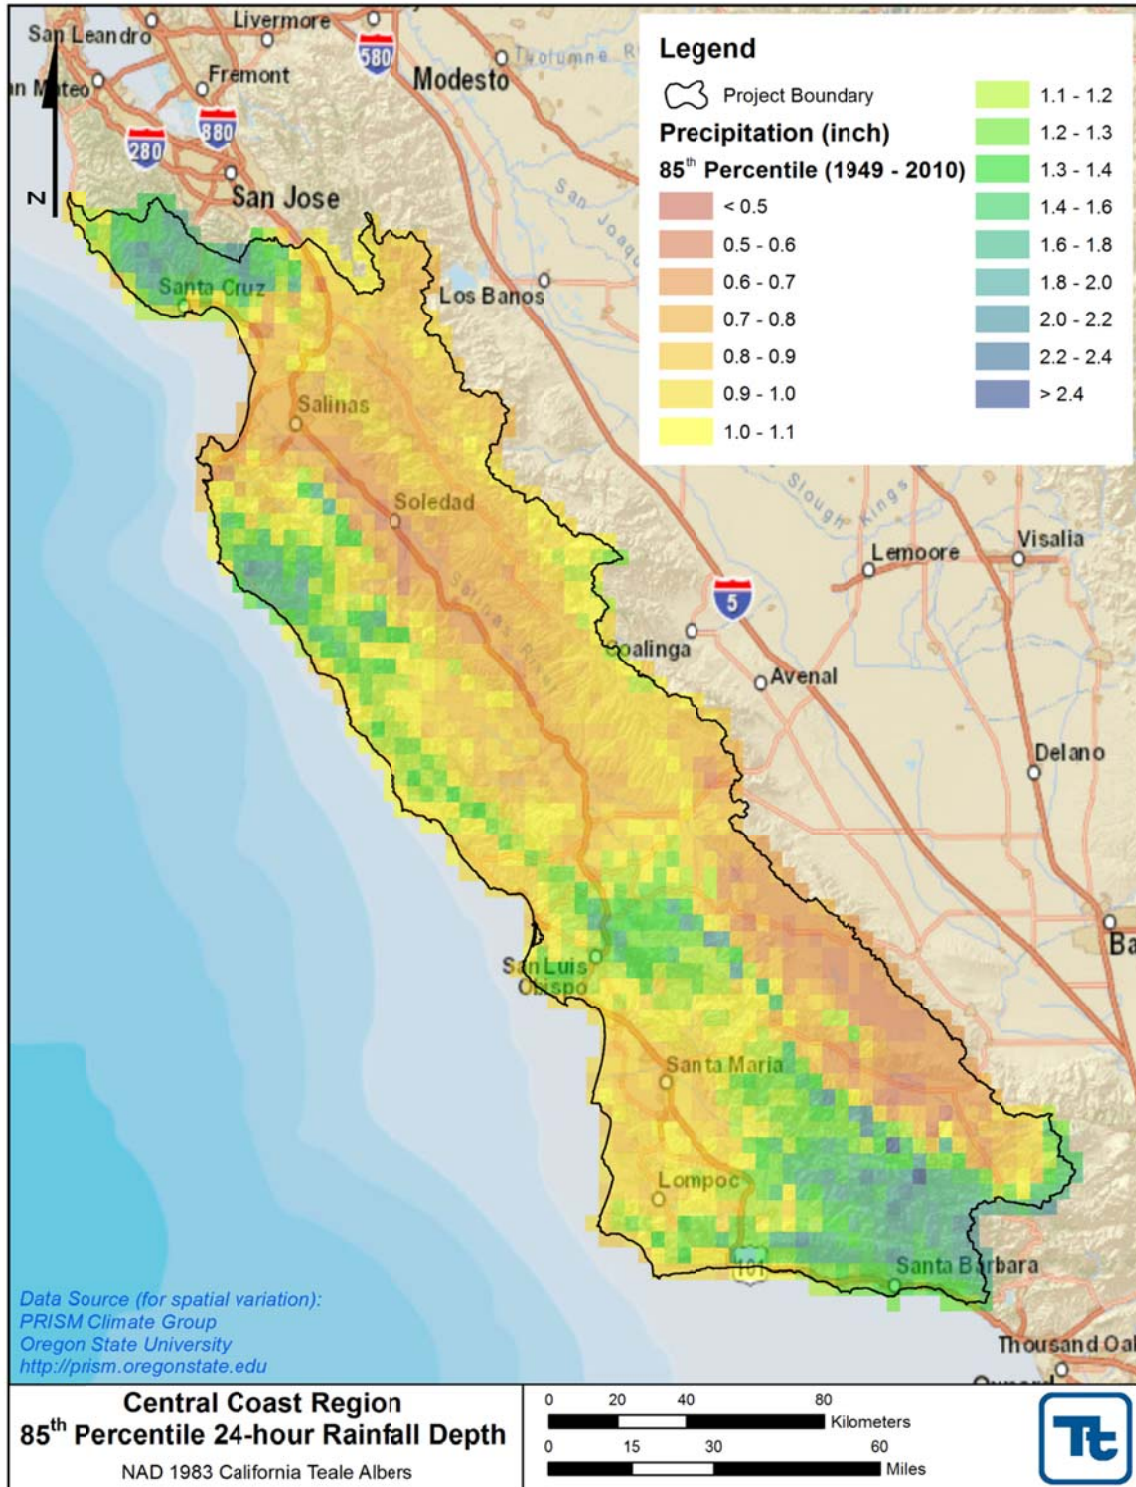 San Leandro
Livermore
580
Tuolumne R
Modesto
an Mateo
Fremont
880
280
San Jose
N
San Joaqu
Santa Cruz
Los Banos
Salinas
Soledad
Salinas River
Slough Kings
Lemoore
Visalia
5
Coalinga
Avenal
Delano
Ba
San Luis
Obispo
Santa Maria
Lompoc
101
Santa Barbara
Thousand Oa
Legend
Project Boundary
Precipitation (inch)
85th Percentile (1949 - 2010)
< 0.5
0.5 - 0.6
0.6 - 0.7
0.7 - 0.8
0.8 - 0.9
0.9 - 1.0
1.0 - 1.1
1.1 - 1.2
1.2 - 1.3
1.3 - 1.4
1.4 - 1.6
1.6 - 1.8
1.8 - 2.0
2.0 - 2.2
2.2 - 2.4
> 2.4
Data Source (for spatial variation):
PRISM Climate Group
Oregon State University
http://prism.oregonstate.edu
Central Coast Region
85th Percentile 24-hour Rainfall Depth
NAD 1983 California Teale Albers
0 20 40 80
Kilometers
0 15 30 60
Miles
Tt